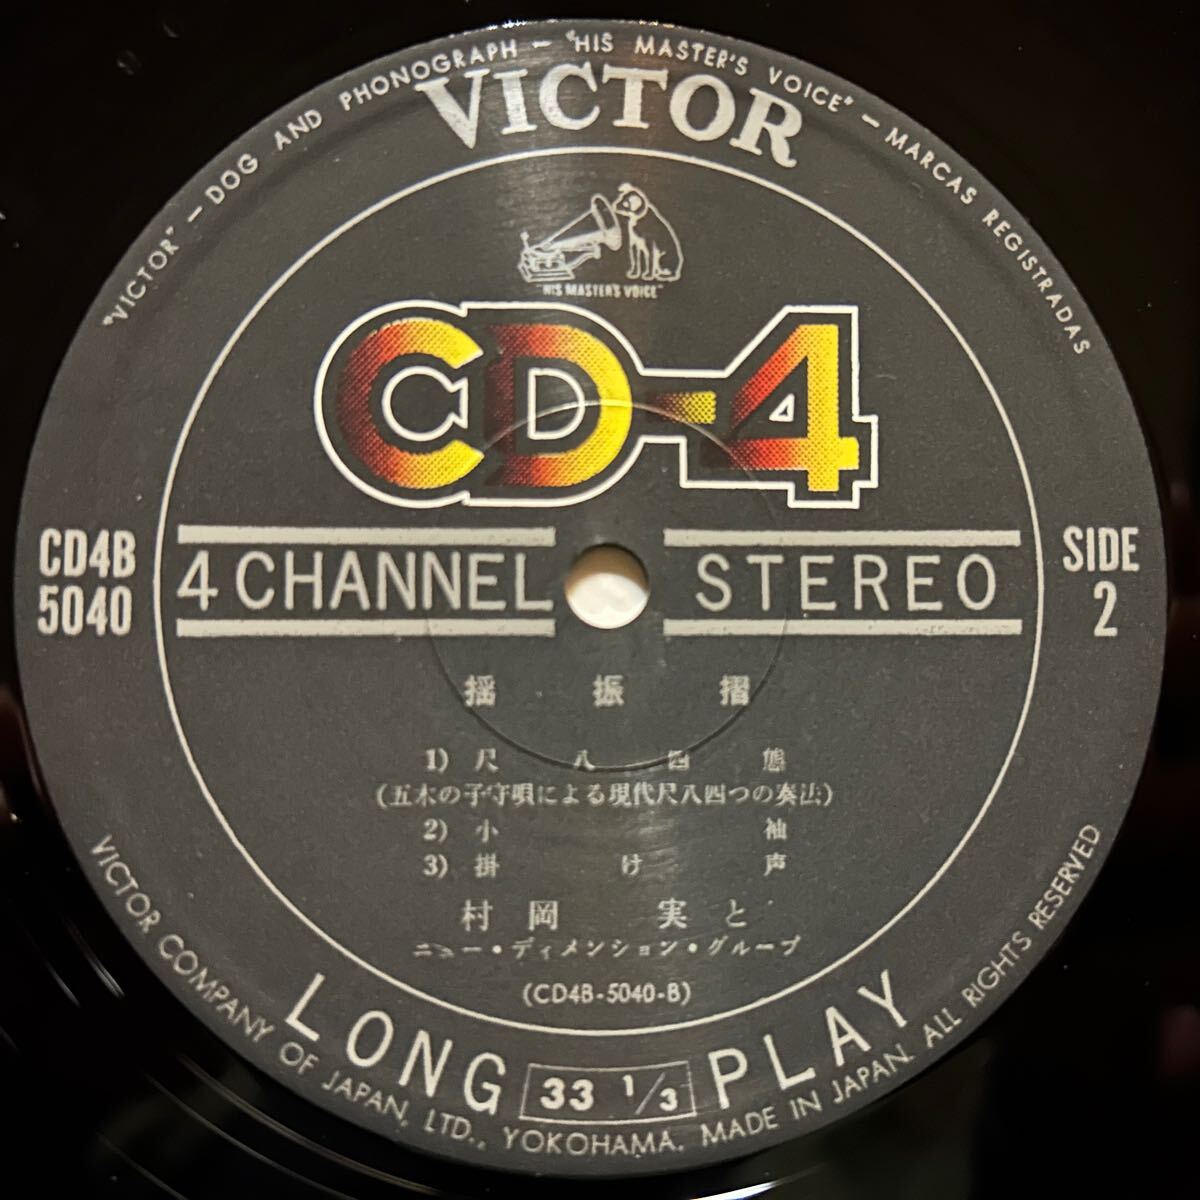 "VICTOR" – DOG AND PHONOGRAPH – "HIS MASTER'S VOICE" – MARCAS REGISTRADAS
VICTOR
"HIS MASTER'S VOICE"
CD-4
CD4B
5040
4 CHANNEL STEREO
SIDE
2
揺振摺
1) 尺八四態
(五木の子守唄による現代尺八四つの奏法)
2) 小袖
3) 掛け声
村岡 実と
ニュー・ディメンション・グループ
(CD4B-5040-B)
LONG 33 1/3 PLAY
VICTOR COMPANY OF JAPAN, LTD., YOKOHAMA. MADE IN JAPAN. ALL RIGHTS RESERVED